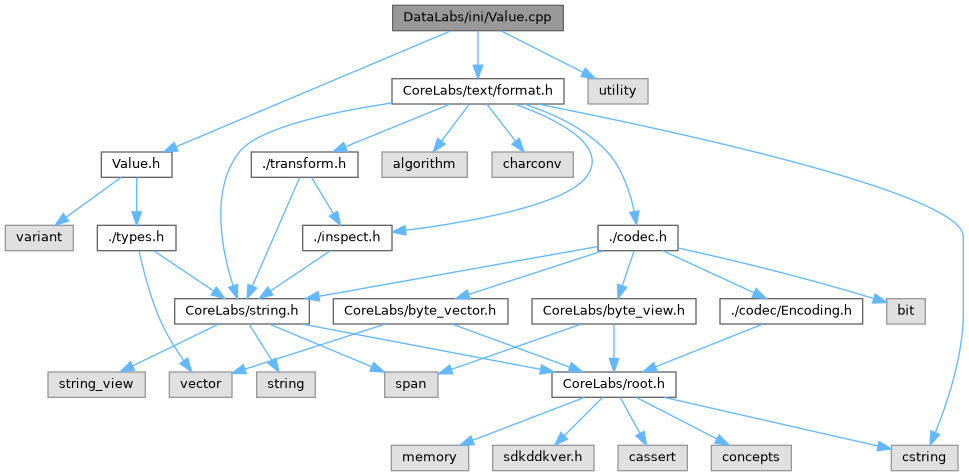 DataLabs/ini/Value.cpp
CoreLabs/text/format.h
utility
Value.h
./transform.h
algorithm
charconv
variant
./types.h
./inspect.h
./codec.h
CoreLabs/string.h
CoreLabs/byte_vector.h
CoreLabs/byte_view.h
./codec/Encoding.h
bit
string_view
vector
string
span
CoreLabs/root.h
memory
sdkddkver.h
cassert
concepts
cstring